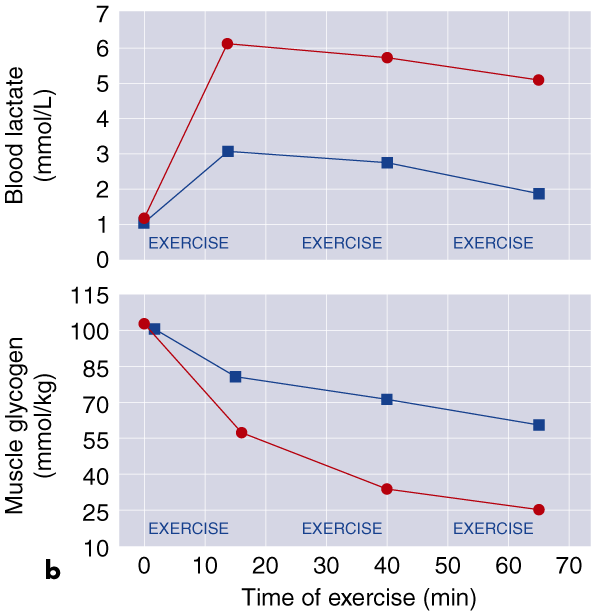 Blood lactate
(mmol/L)
7
6
5
4
3
2
1
0
EXERCISE EXERCISE EXERCISE
Muscle glycogen
(mmol/kg)
115
100
85
70
55
40
25
10
EXERCISE EXERCISE EXERCISE
b
0 10 20 30 40 50 60 70
Time of exercise (min)